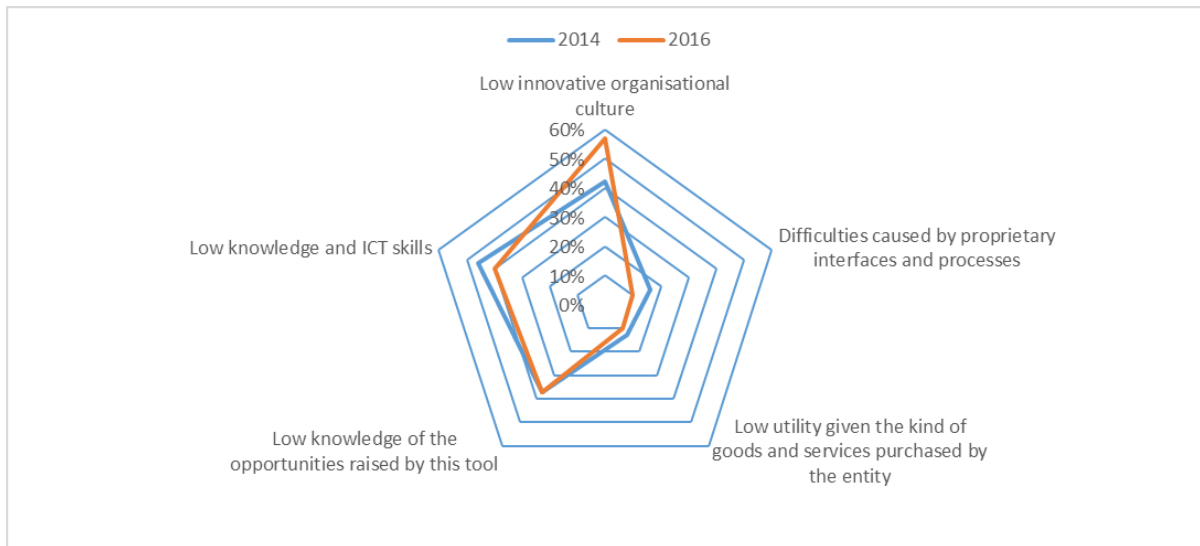 2014 2016
Low innovative organisational
culture
60%
50%
40%
30%
20%
10%
0%
Difficulties caused by proprietary
interfaces and processes
Low utility given the kind of
goods and services purchased by
the entity
Low knowledge of the
opportunities raised by this tool
Low knowledge and ICT skills